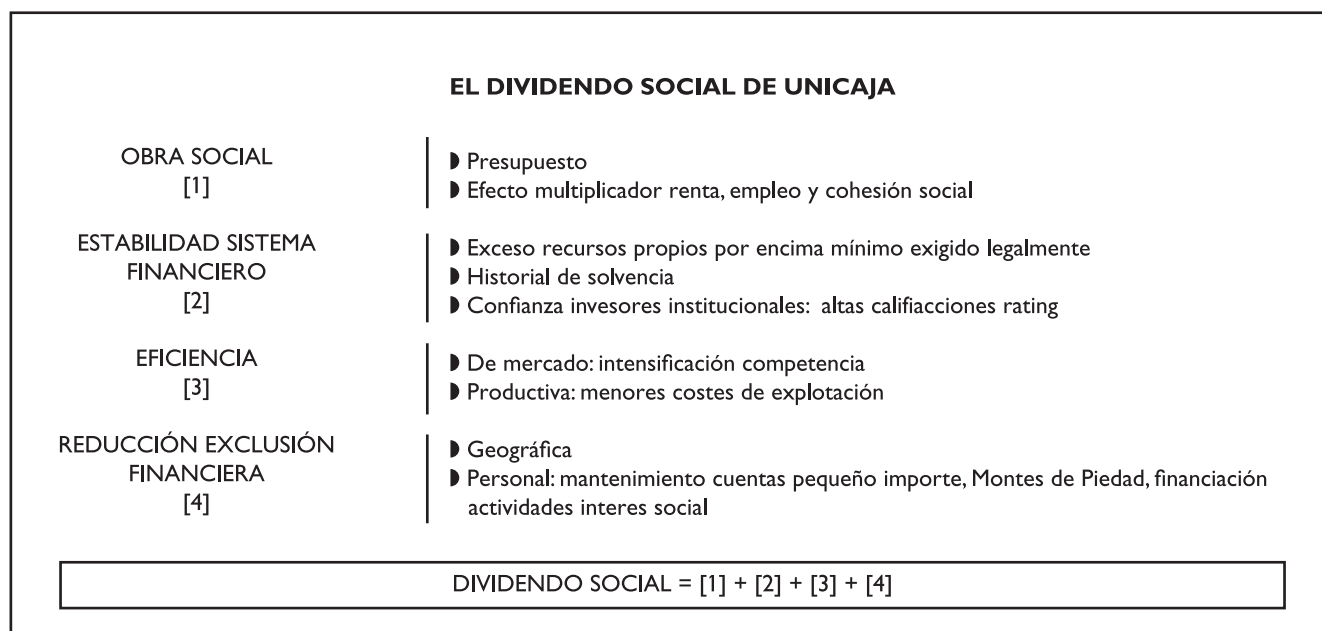 EL DIVIDENDO SOCIAL DE UNICAJA
OBRA SOCIAL
[1]
◗ Presupuesto
◗ Efecto multiplicador renta, empleo y cohesión social
ESTABILIDAD SISTEMA
FINANCIERO
[2]
◗ Exceso recursos propios por encima mínimo exigido legalmente
◗ Historial de solvencia
◗ Confianza invesores institucionales: altas califiacciones rating
EFICIENCIA
[3]
◗ De mercado: intensificación competencia
◗ Productiva: menores costes de explotación
REDUCCIÓN EXCLUSIÓN
FINANCIERA
[4]
◗ Geográfica
◗ Personal: mantenimiento cuentas pequeño importe, Montes de Piedad, financiación
actividades interes social
DIVIDENDO SOCIAL = [1] + [2] + [3] + [4]